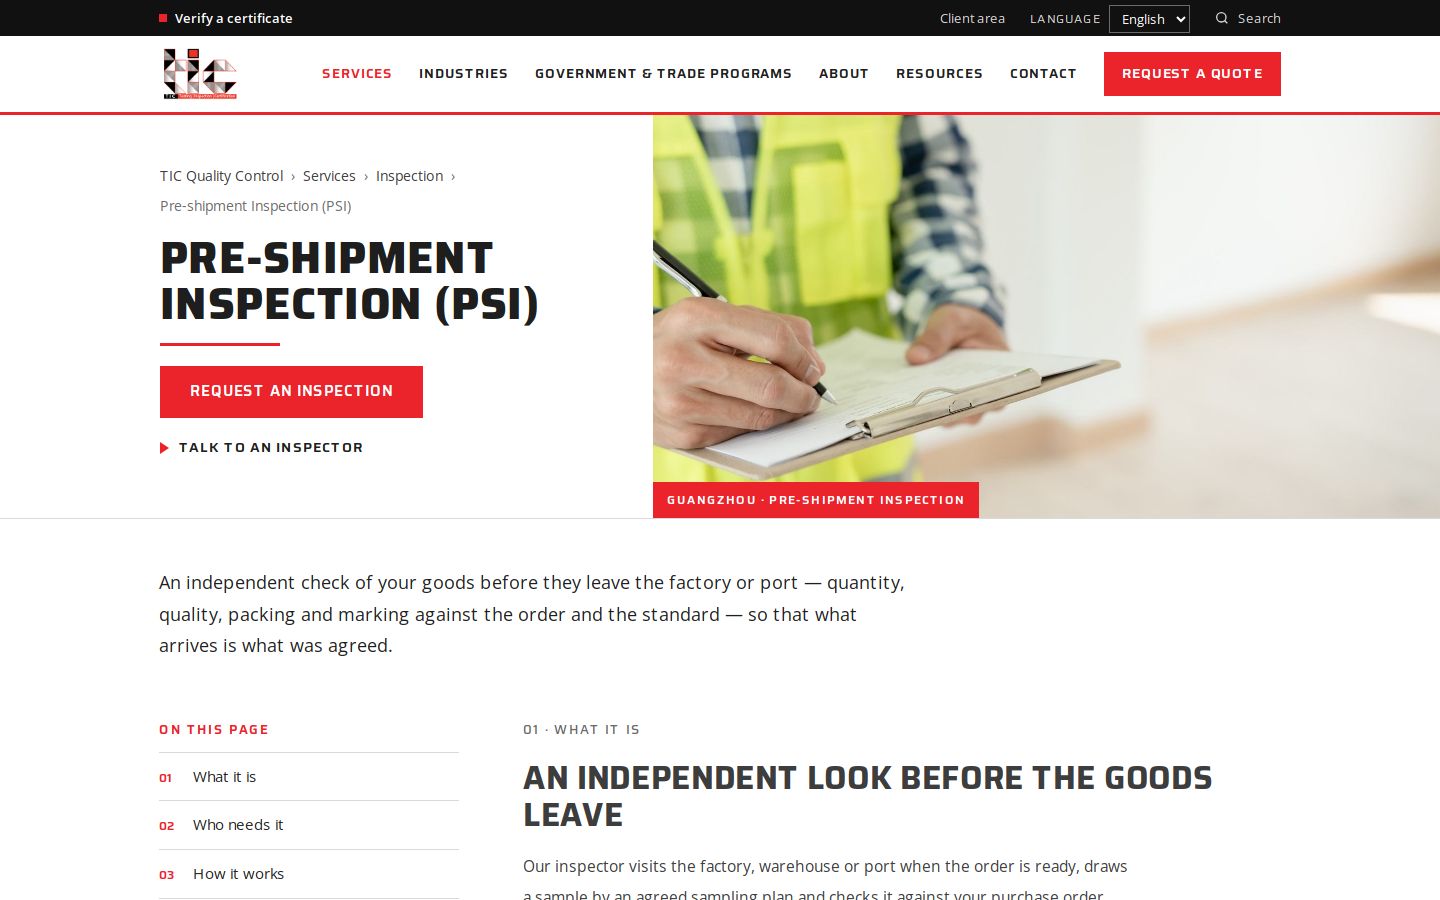 Verify a certificate
Client area
LANGUAGE
English
Search
tic
SERVICES
INDUSTRIES
GOVERNMENT & TRADE PROGRAMS
ABOUT
RESOURCES
CONTACT
REQUEST A QUOTE
TIC Quality Control › Services › Inspection ›
Pre-shipment Inspection (PSI)
PRE-SHIPMENT
INSPECTION (PSI)
REQUEST AN INSPECTION
TALK TO AN INSPECTOR
GUANGZHOU · PRE-SHIPMENT INSPECTION
An independent check of your goods before they leave the factory or port — quantity,
quality, packing and marking against the order and the standard — so that what
arrives is what was agreed.
ON THIS PAGE
01 What it is
02 Who needs it
03 How it works
01 · WHAT IT IS
AN INDEPENDENT LOOK BEFORE THE GOODS
LEAVE
Our inspector visits the factory, warehouse or port when the order is ready, draws
a sample by an agreed sampling plan and checks it against your purchase order,